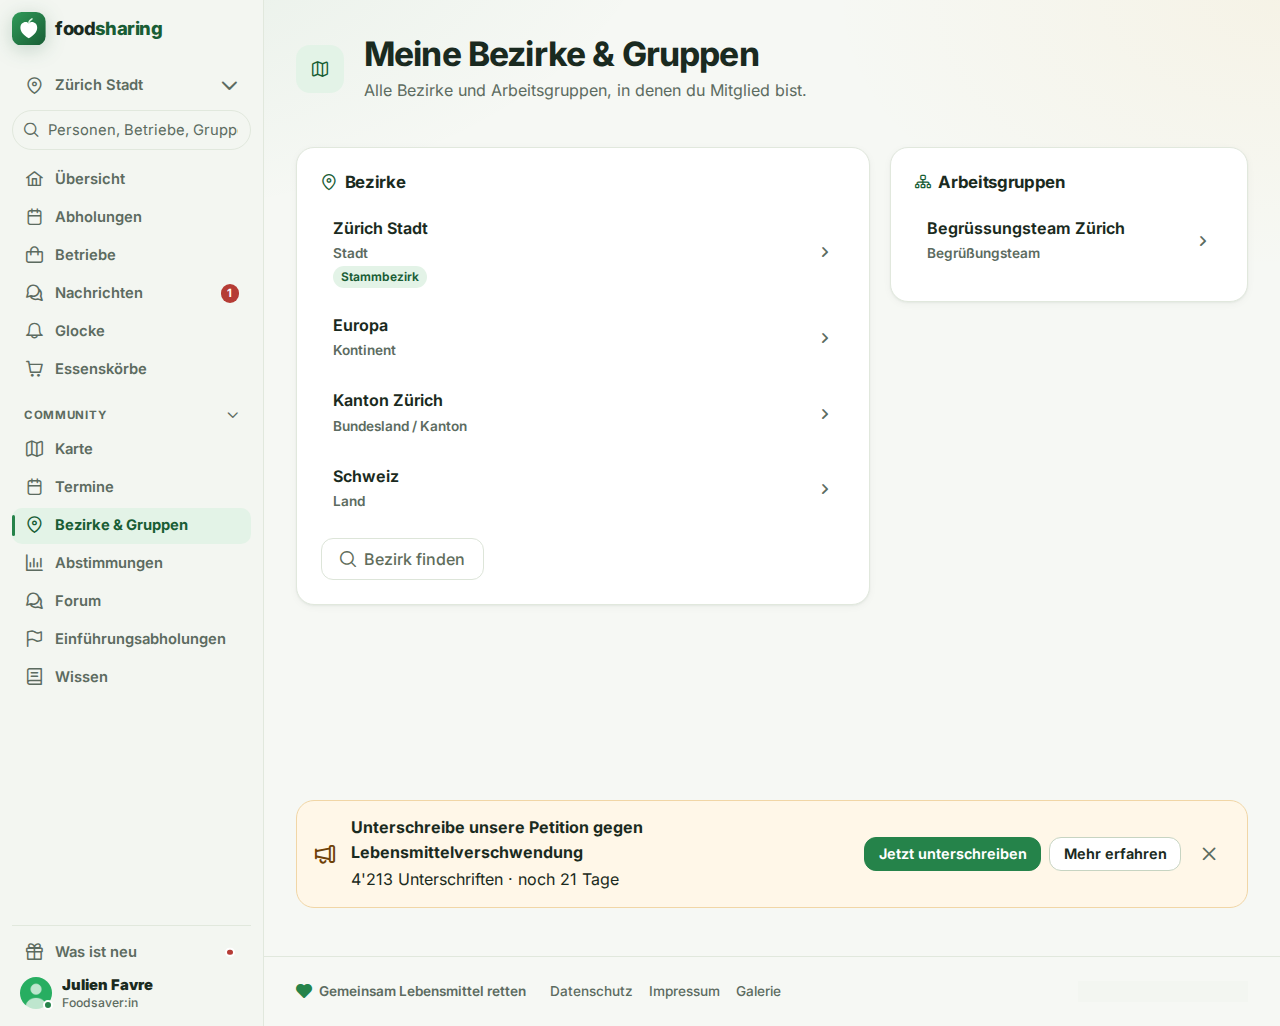 foodsharing
Zürich Stadt
Personen, Betriebe, Grupp
Übersicht
Abholungen
Betriebe
Nachrichten
1
Glocke
Essenskörbe
COMMUNITY
Karte
Termine
Bezirke & Gruppen
Abstimmungen
Forum
Einführungsabholungen
Wissen
Was ist neu
Julien Favre
Foodsaver:in
Meine Bezirke & Gruppen
Alle Bezirke und Arbeitsgruppen, in denen du Mitglied bist.
Bezirke
Zürich Stadt
Stadt
Stammbezirk
Europa
Kontinent
Kanton Zürich
Bundesland / Kanton
Schweiz
Land
Bezirk finden
Arbeitsgruppen
Begrüssungsteam Zürich
Begrüßungsteam
Unterschreibe unsere Petition gegen
Lebensmittelverschwendung
4'213 Unterschriften · noch 21 Tage
Jetzt unterschreiben
Mehr erfahren
Gemeinsam Lebensmittel retten
Datenschutz
Impressum
Galerie